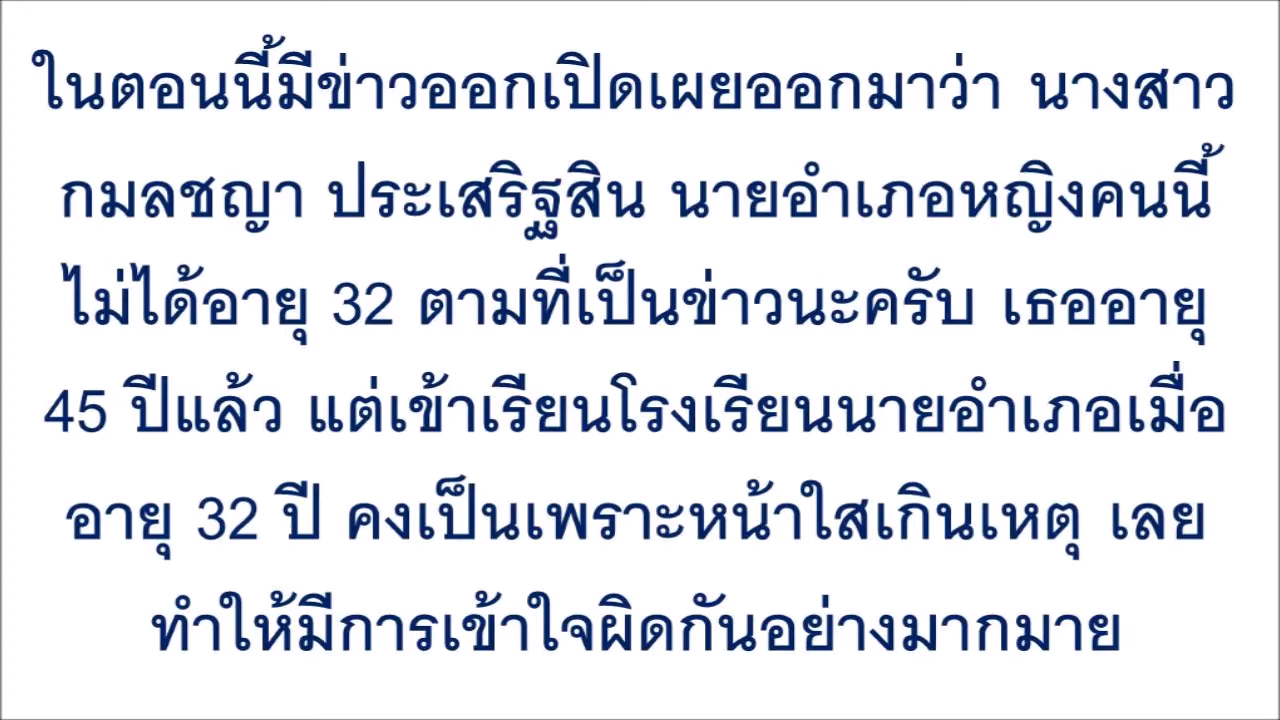 ในตอนนี้มีข่าวออกเปิดเผยออกมาว่า นางสาว
กมลชญา ประเสริฐสิน นายอำเภอหญิงคนนี้
ไม่ได้อายุ 32 ตามที่เป็นข่าวนะครับ เธออายุ
45 ปีแล้ว แต่เข้าเรียนโรงเรียนนายอำเภอเมื่อ
อายุ 32 ปี คงเป็นเพราะหน้าใสเกินเหตุ เลย
ทำให้มีการเข้าใจผิดกันอย่างมากมาย